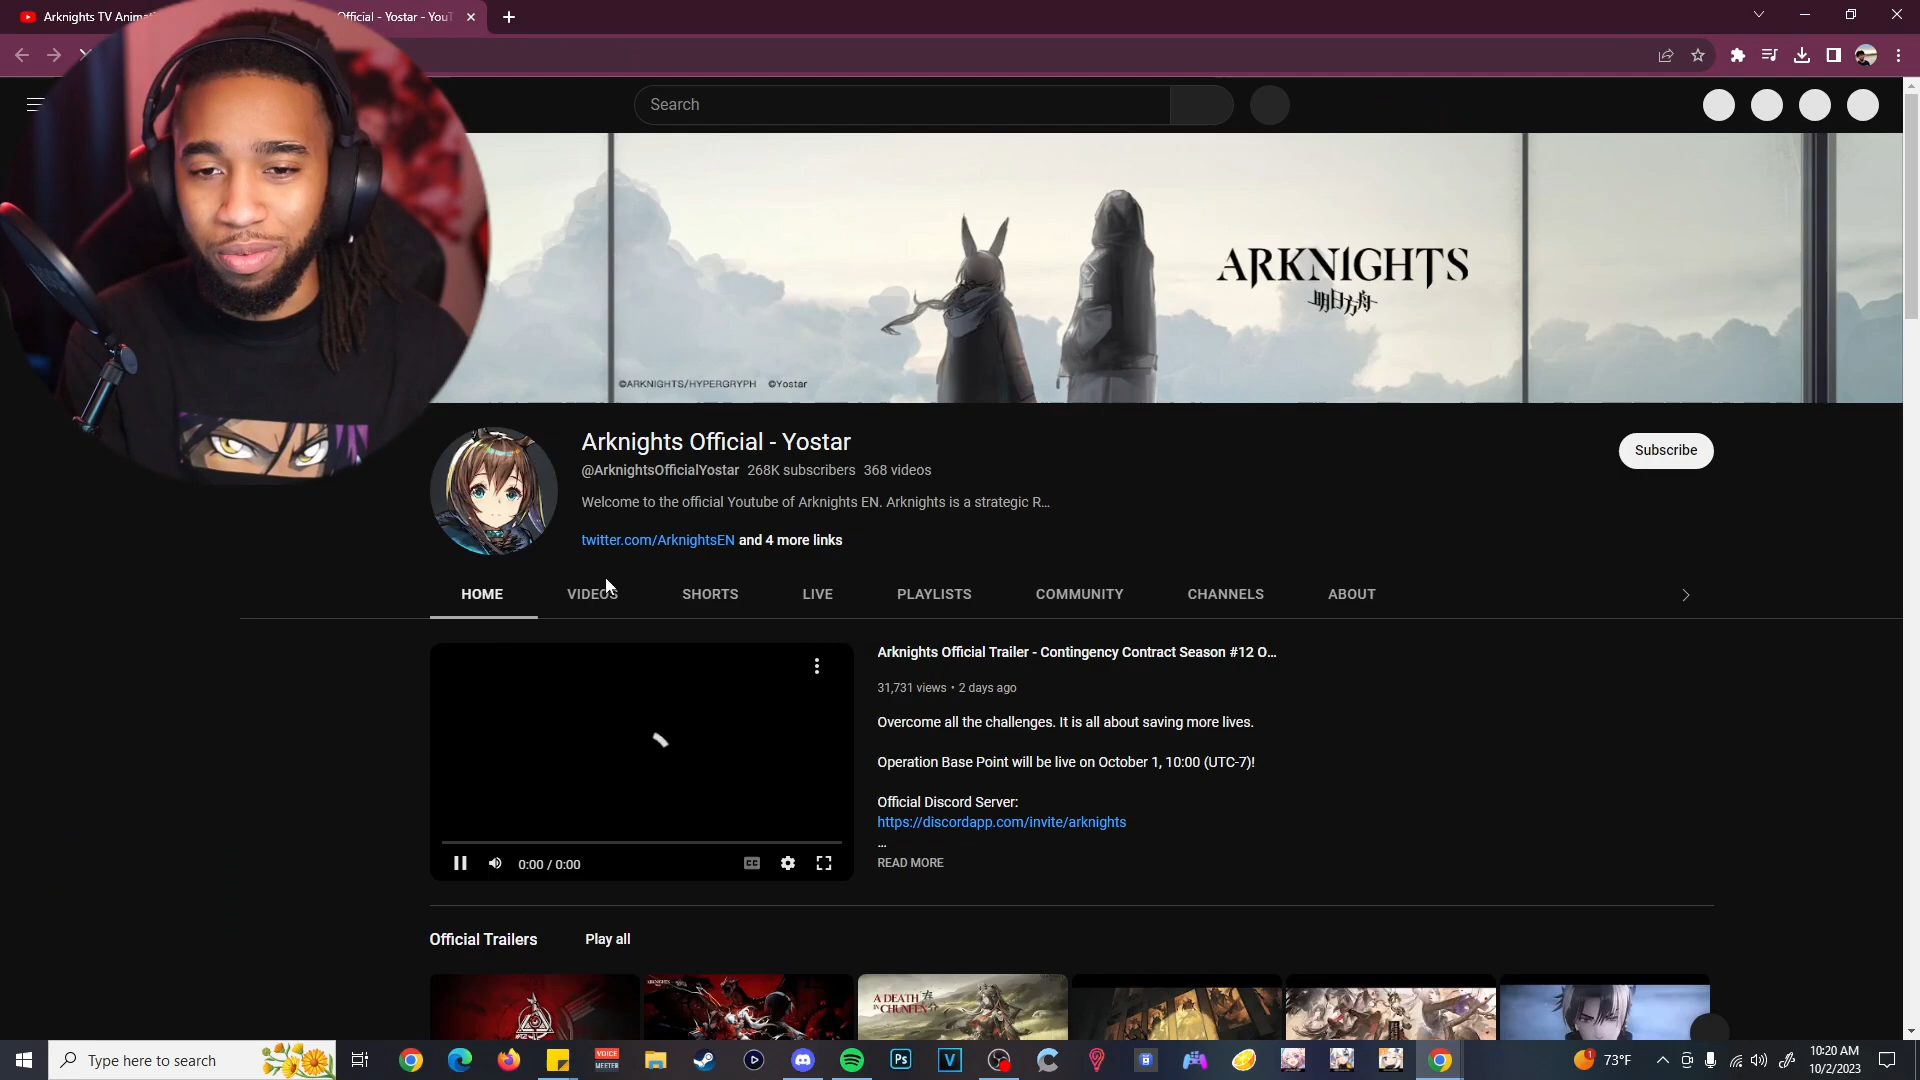 Arknights TV Animat
Official - Yostar - YouT
Search
ARKNIGHTS
明日方舟
©ARKNIGHTS/HYPERGRYPH ©Yostar
Arknights Official - Yostar
@ArknightsOfficialYostar 268K subscribers 368 videos
Subscribe
Welcome to the official Youtube of Arknights EN. Arknights is a strategic R...
twitter.com/ArknightsEN and 4 more links
HOME VIDEOS SHORTS LIVE PLAYLISTS COMMUNITY CHANNELS ABOUT
Arknights Official Trailer - Contingency Contract Season #12 O...
31,731 views • 2 days ago
Overcome all the challenges. It is all about saving more lives.
Operation Base Point will be live on October 1, 10:00 (UTC-7)!
Official Discord Server:
https://discordapp.com/invite/arknights
...
READ MORE
0:00 / 0:00
CC
Official Trailers Play all
ARKNIGHTS
A DEATH IN CHUNFEN
Type here to search
VOICE MEETER
Ps
V
1
73°F
10:20 AM
10/2/2023